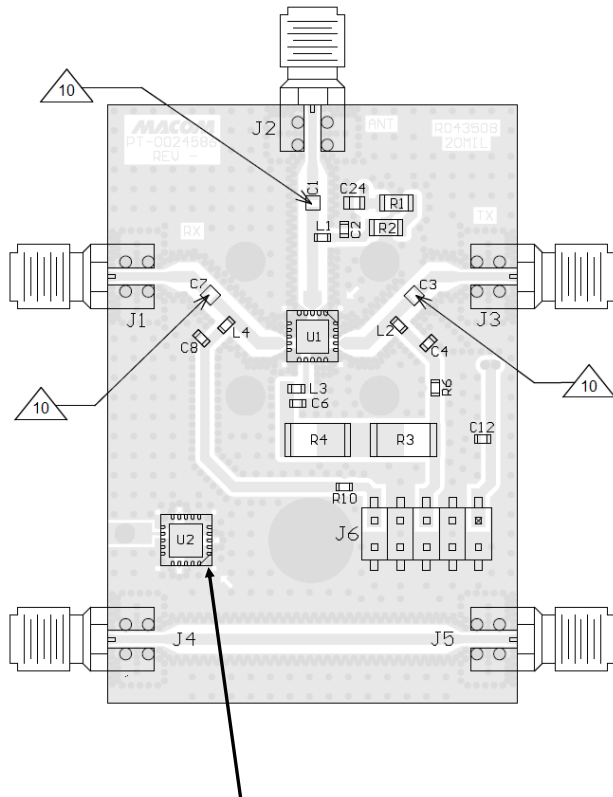 10
J2
ANT
MACOM
PT-002458
REV -
RO4350B
20MIL
C1
C24
R1
L1
C2
R2
RX
TX
C7
C3
J1
J3
C8
L4
U1
L2
C4
10
10
L3
C6
R6
R4
R3
C12
R10
J6
U2
J4
J5